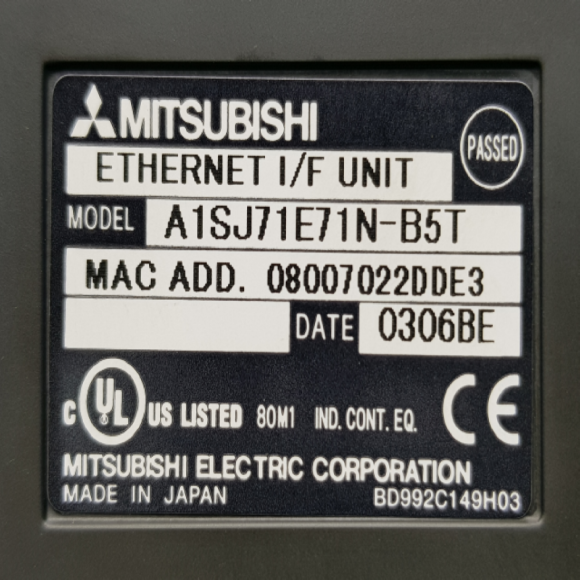 MITSUBISHI
PASSED
ETHERNET I/F UNIT
MODEL A1SJ71E71N-B5T
MAC ADD. 08007022DDE3
DATE 0306BE
C UL ® US LISTED 80M1 IND. CONT. EQ. CE
MITSUBISHI ELECTRIC CORPORATION
MADE IN JAPAN BD992C149H03